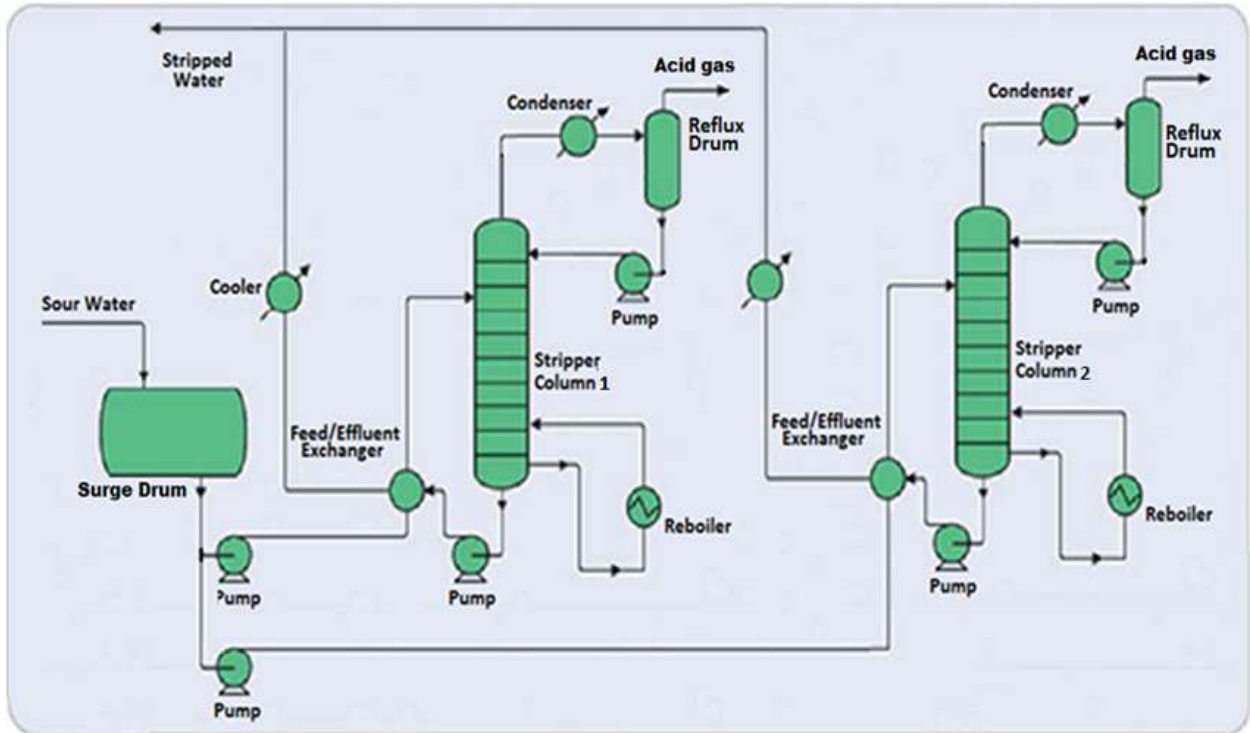 Stripped
Water
Acid gas
Condenser
Reflux
Drum
Acid gas
Condenser
Reflux
Drum
Cooler
Sour Water
Pump
Pump
Stripper
Column 1
Stripper
Column 2
Feed/Effluent
Exchanger
Feed/Effluent
Exchanger
Surge Drum
Reboiler
Reboiler
Pump
Pump
Pump
Pump